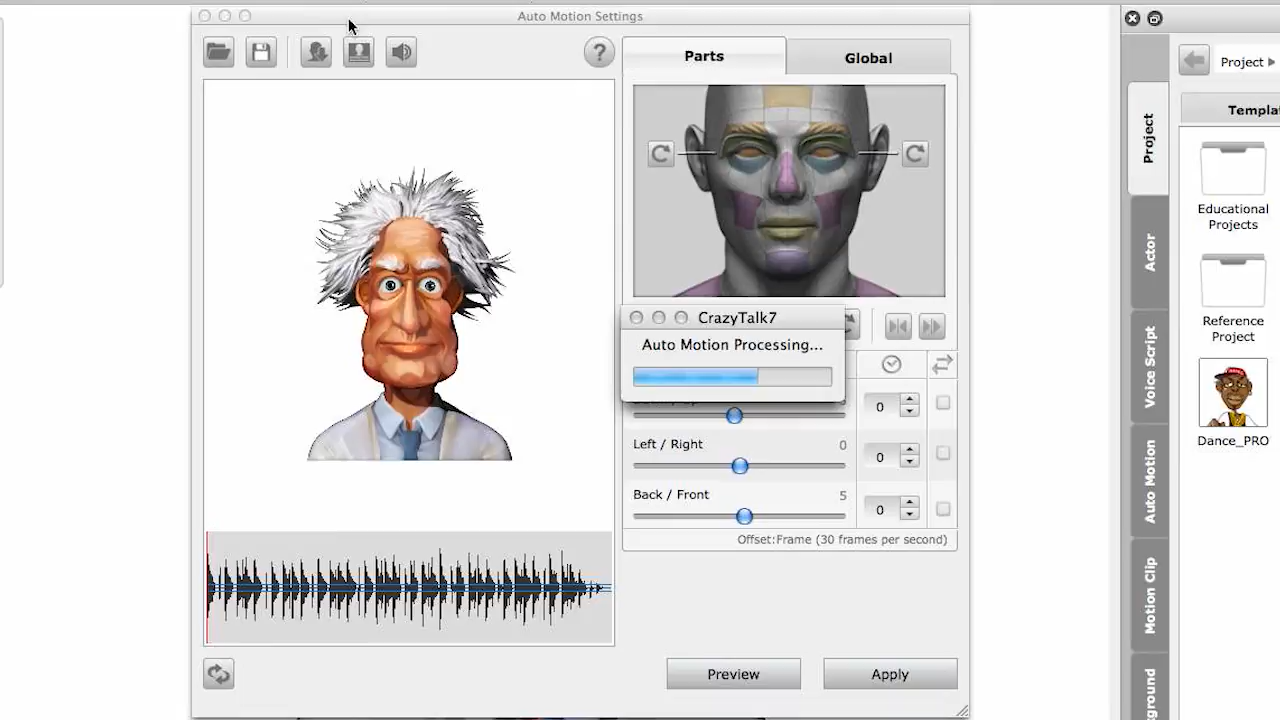 Auto Motion Settings
?
Parts
Global
CrazyTalk7
Auto Motion Processing...
0
Left / Right
0
0
Back / Front
5
0
Offset:Frame (30 frames per second)
Preview
Apply
Project
Project
Actor
Voice Script
Auto Motion
Motion Clip
Educational
Projects
Reference
Project
Dance_PRO